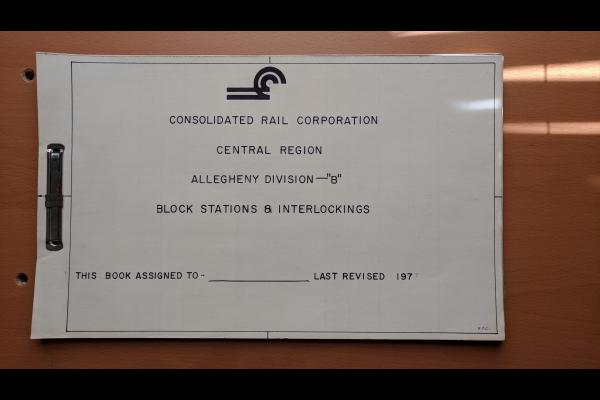 CONSOLIDATED RAIL CORPORATION
CENTRAL REGION
ALLEGHENY DIVISION—"B"
BLOCK STATIONS & INTERLOCKINGS
THIS BOOK ASSIGNED TO- LAST REVISED 197